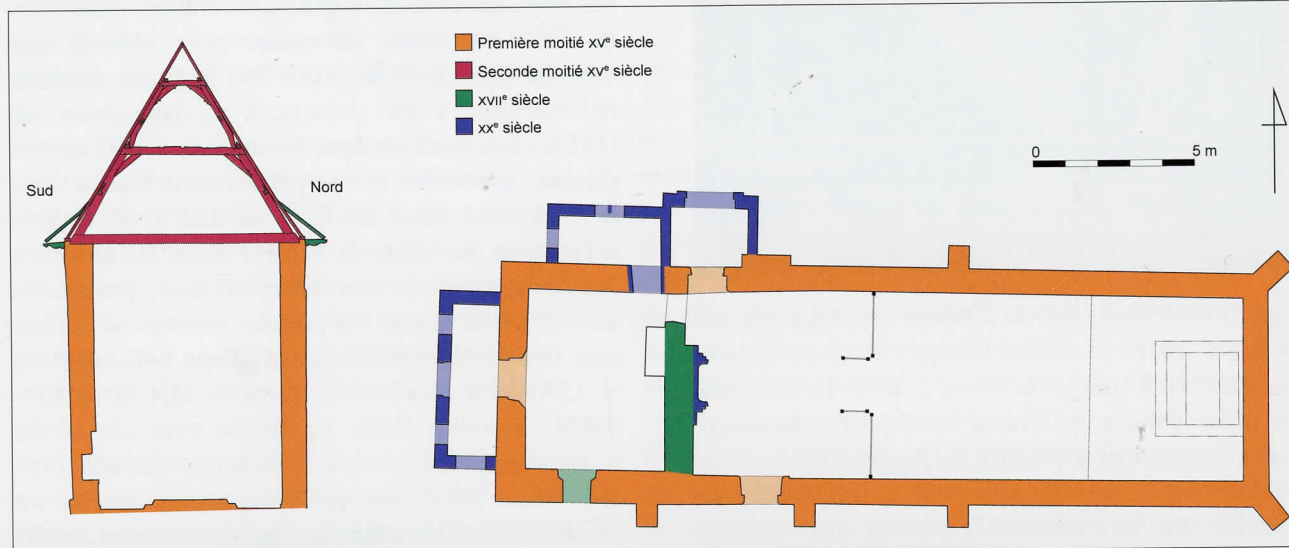 Première moitié XVe siècle
Seconde moitié XVe siècle
XVIIe siècle
XXe siècle
0 5 m
Sud
Nord